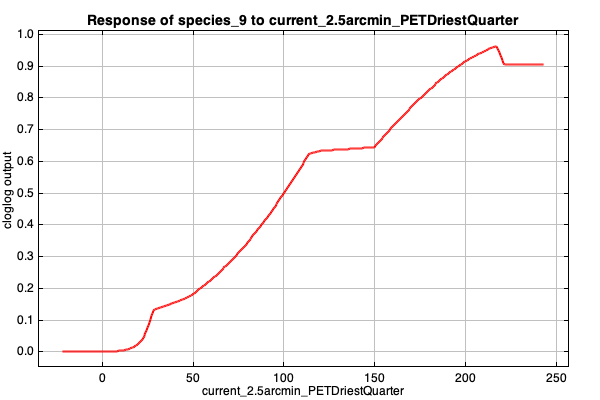 Response of species_9 to current_2.5arcmin_PETDriestQuarter
1.0
0.9
0.8
0.7
0.6
0.5
0.4
0.3
0.2
0.1
0.0
cloglog output
0 50 100 150 200 250
current_2.5arcmin_PETDriestQuarter